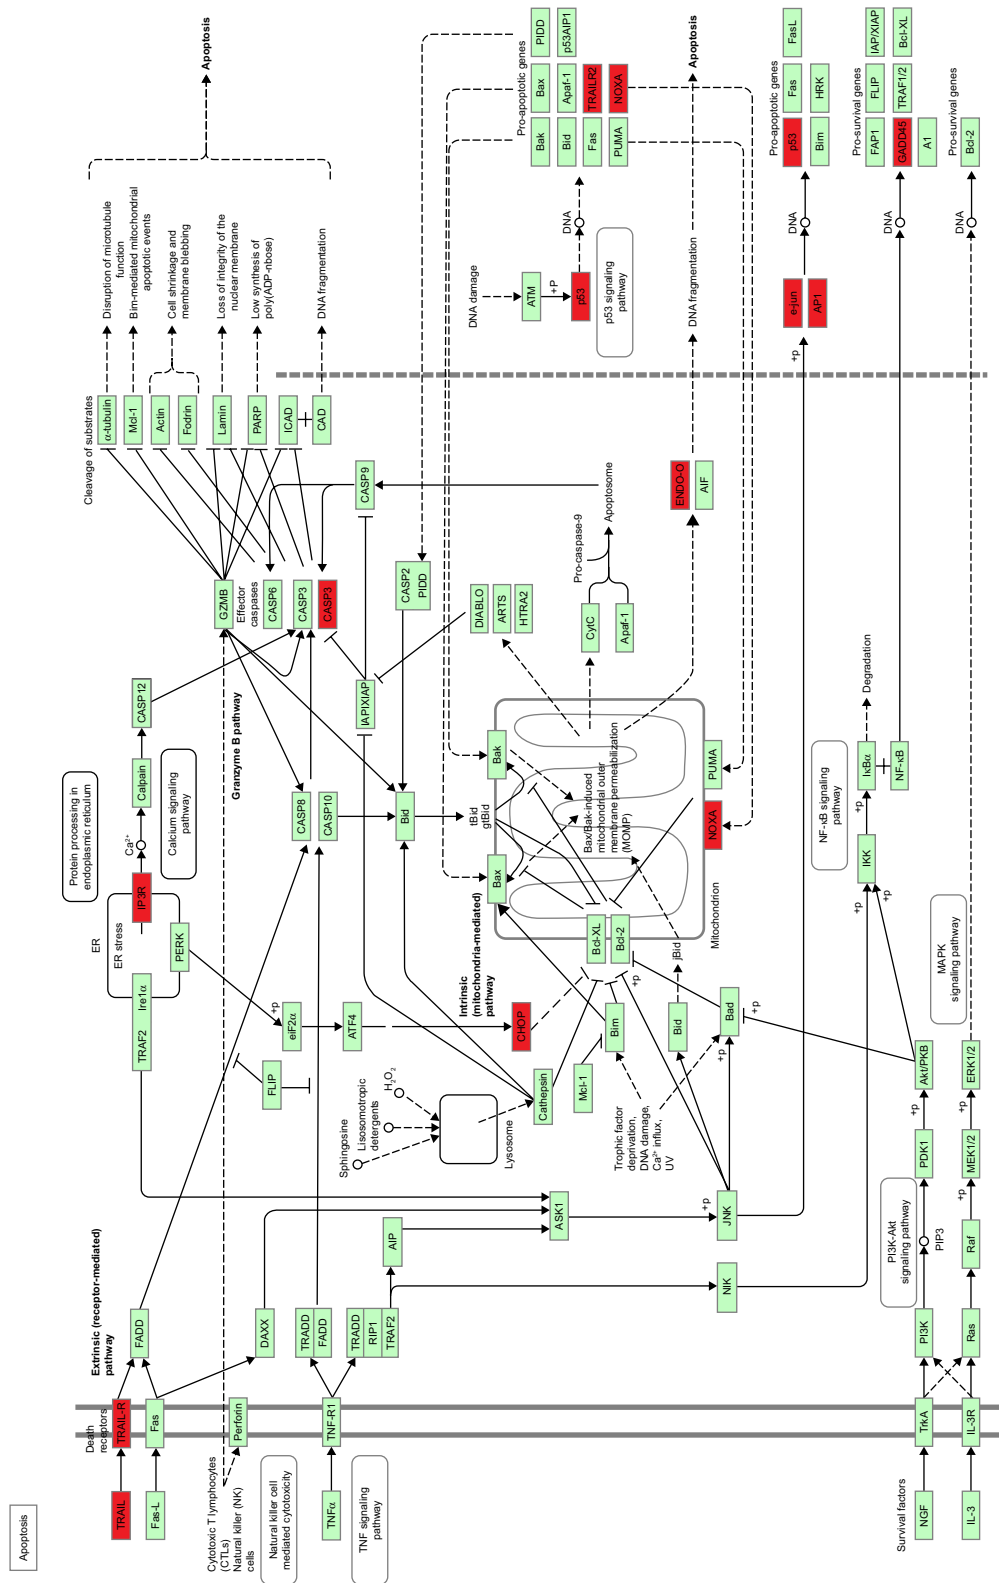 Apoptosis
TRAIL
Fas-L
Cytotoxic T lymphocytes
(CTLs)
Natural killer (NK)
cells
Natural killer cell
mediated cytotoxicity
TNFα
TNF signaling
pathway
Survival factors
NGF
IL-3
Death
receptors
TRAIL-R
Fas
Perforin
TNF-R1
TrkA
IL-3R
Extrinsic (receptor-mediated)
pathway
FADD
DAXX
TRADD
FADD
TRADD
RIP1
TRAF2
AIP
NIK
PI3K
Ras
PI3K-Akt
signaling pathway
PIP3
Raf
+p
ASK1
+p
JNK
PDK1
+p
MEK1/2
+p
Akt/PKB
ERK1/2
MAPK
signaling pathway
ER
ER stress
TRAF2
Ire1α
PERK
IP3R
Ca²⁺
Calpain
CASP12
Protein processing in
endoplasmic reticulum
Calcium signaling
pathway
+p
eiF2α
ATF4
CHOP
FLIP
Sphingosine
Lisosomotropic
detergents
H₂O₂
Lysosome
Cathepsin
Mcl-1
Bim
Trophic factor
deprivation,
DNA damage,
Ca²⁺ influx,
UV
Bid
jBid
+p
Bad
+p
Intrinsic
(mitochondria-mediated)
pathway
Bcl-XL
Bcl-2
+p
Bax
Bak
Bax/Bak-induced
mitochondrial outer
membrane permeabilization
(MOMP)
Mitochondrion
NOXA
PUMA
Granzyme B pathway
CASP8
CASP10
Bid
tBid
gtBid
IAPIXIAP
GZMB
Effector
caspases
CASP6
CASP3
CASP3
CASP2
PIDD
CASP9
DIABLO
ARTS
HTRA2
CytC
Apaf-1
Pro-caspase-9
Apoptosome
ENDO-O
AIF
IKK
+p
+p
+p
IκBα
NF-κB
Degradation
NF-κB signaling
pathway
Cleavage of substrates
α-tubulin
Mcl-1
Actin
Fodrin
Lamin
PARP
ICAD
CAD
Disruption of microtubule
function
Bim-mediated mitochondrial
apoptotic events
Cell shrinkage and
membrane blebbing
Loss of integrity of the
nuclear membrane
Low synthesis of
poly(ADP-nbose)
DNA fragmentation
Apoptosis
DNA damage
ATM
+P
p53
p53 signaling
pathway
DNA
Pro-apoptotic genes
Bak
Bax
PIDD
Bid
Apaf-1
p53AIP1
Fas
TRAILR2
PUMA
NOXA
DNA fragmentation
Apoptosis
+p
e-jun
AP1
DNA
Pro-apoptotic genes
p53
Fas
FasL
Bim
HRK
DNA
Pro-survival genes
FAP1
FLIP
IAP/XIAP
GADD45
TRAF1/2
Bcl-XL
A1
DNA
Pro-survival genes
Bcl-2